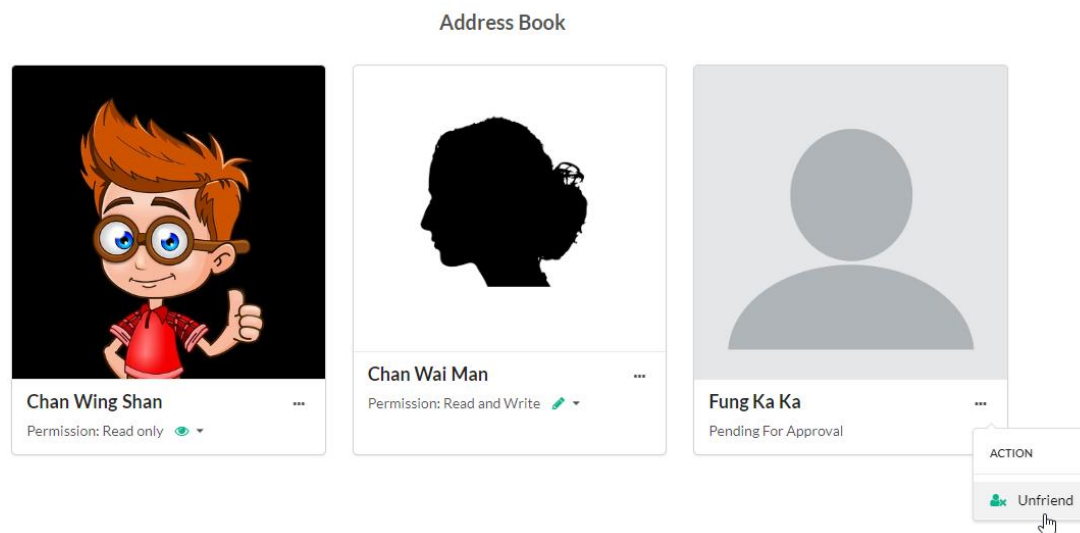 Address Book
Chan Wing Shan
Permission: Read only
Chan Wai Man
Permission: Read and Write
Fung Ka Ka
Pending For Approval
ACTION
Unfriend